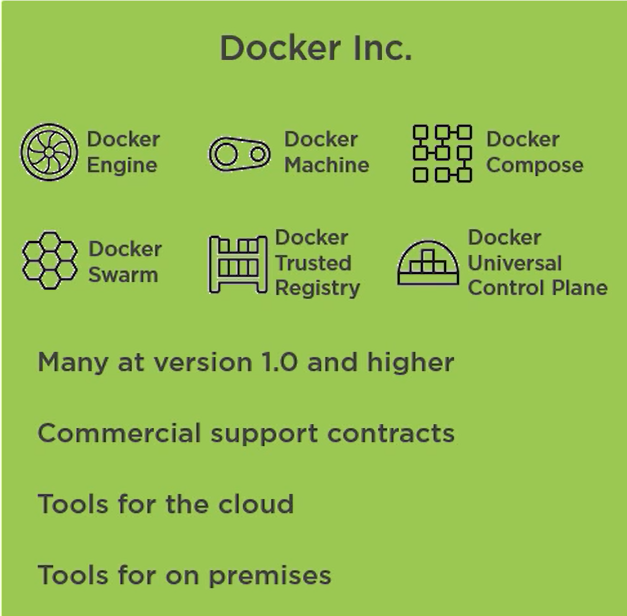 Docker Inc.
Docker
Engine
Docker
Machine
Docker
Compose
Docker
Swarm
Docker
Trusted
Registry
Docker
Universal
Control Plane
Many at version 1.0 and higher
Commercial support contracts
Tools for the cloud
Tools for on premises